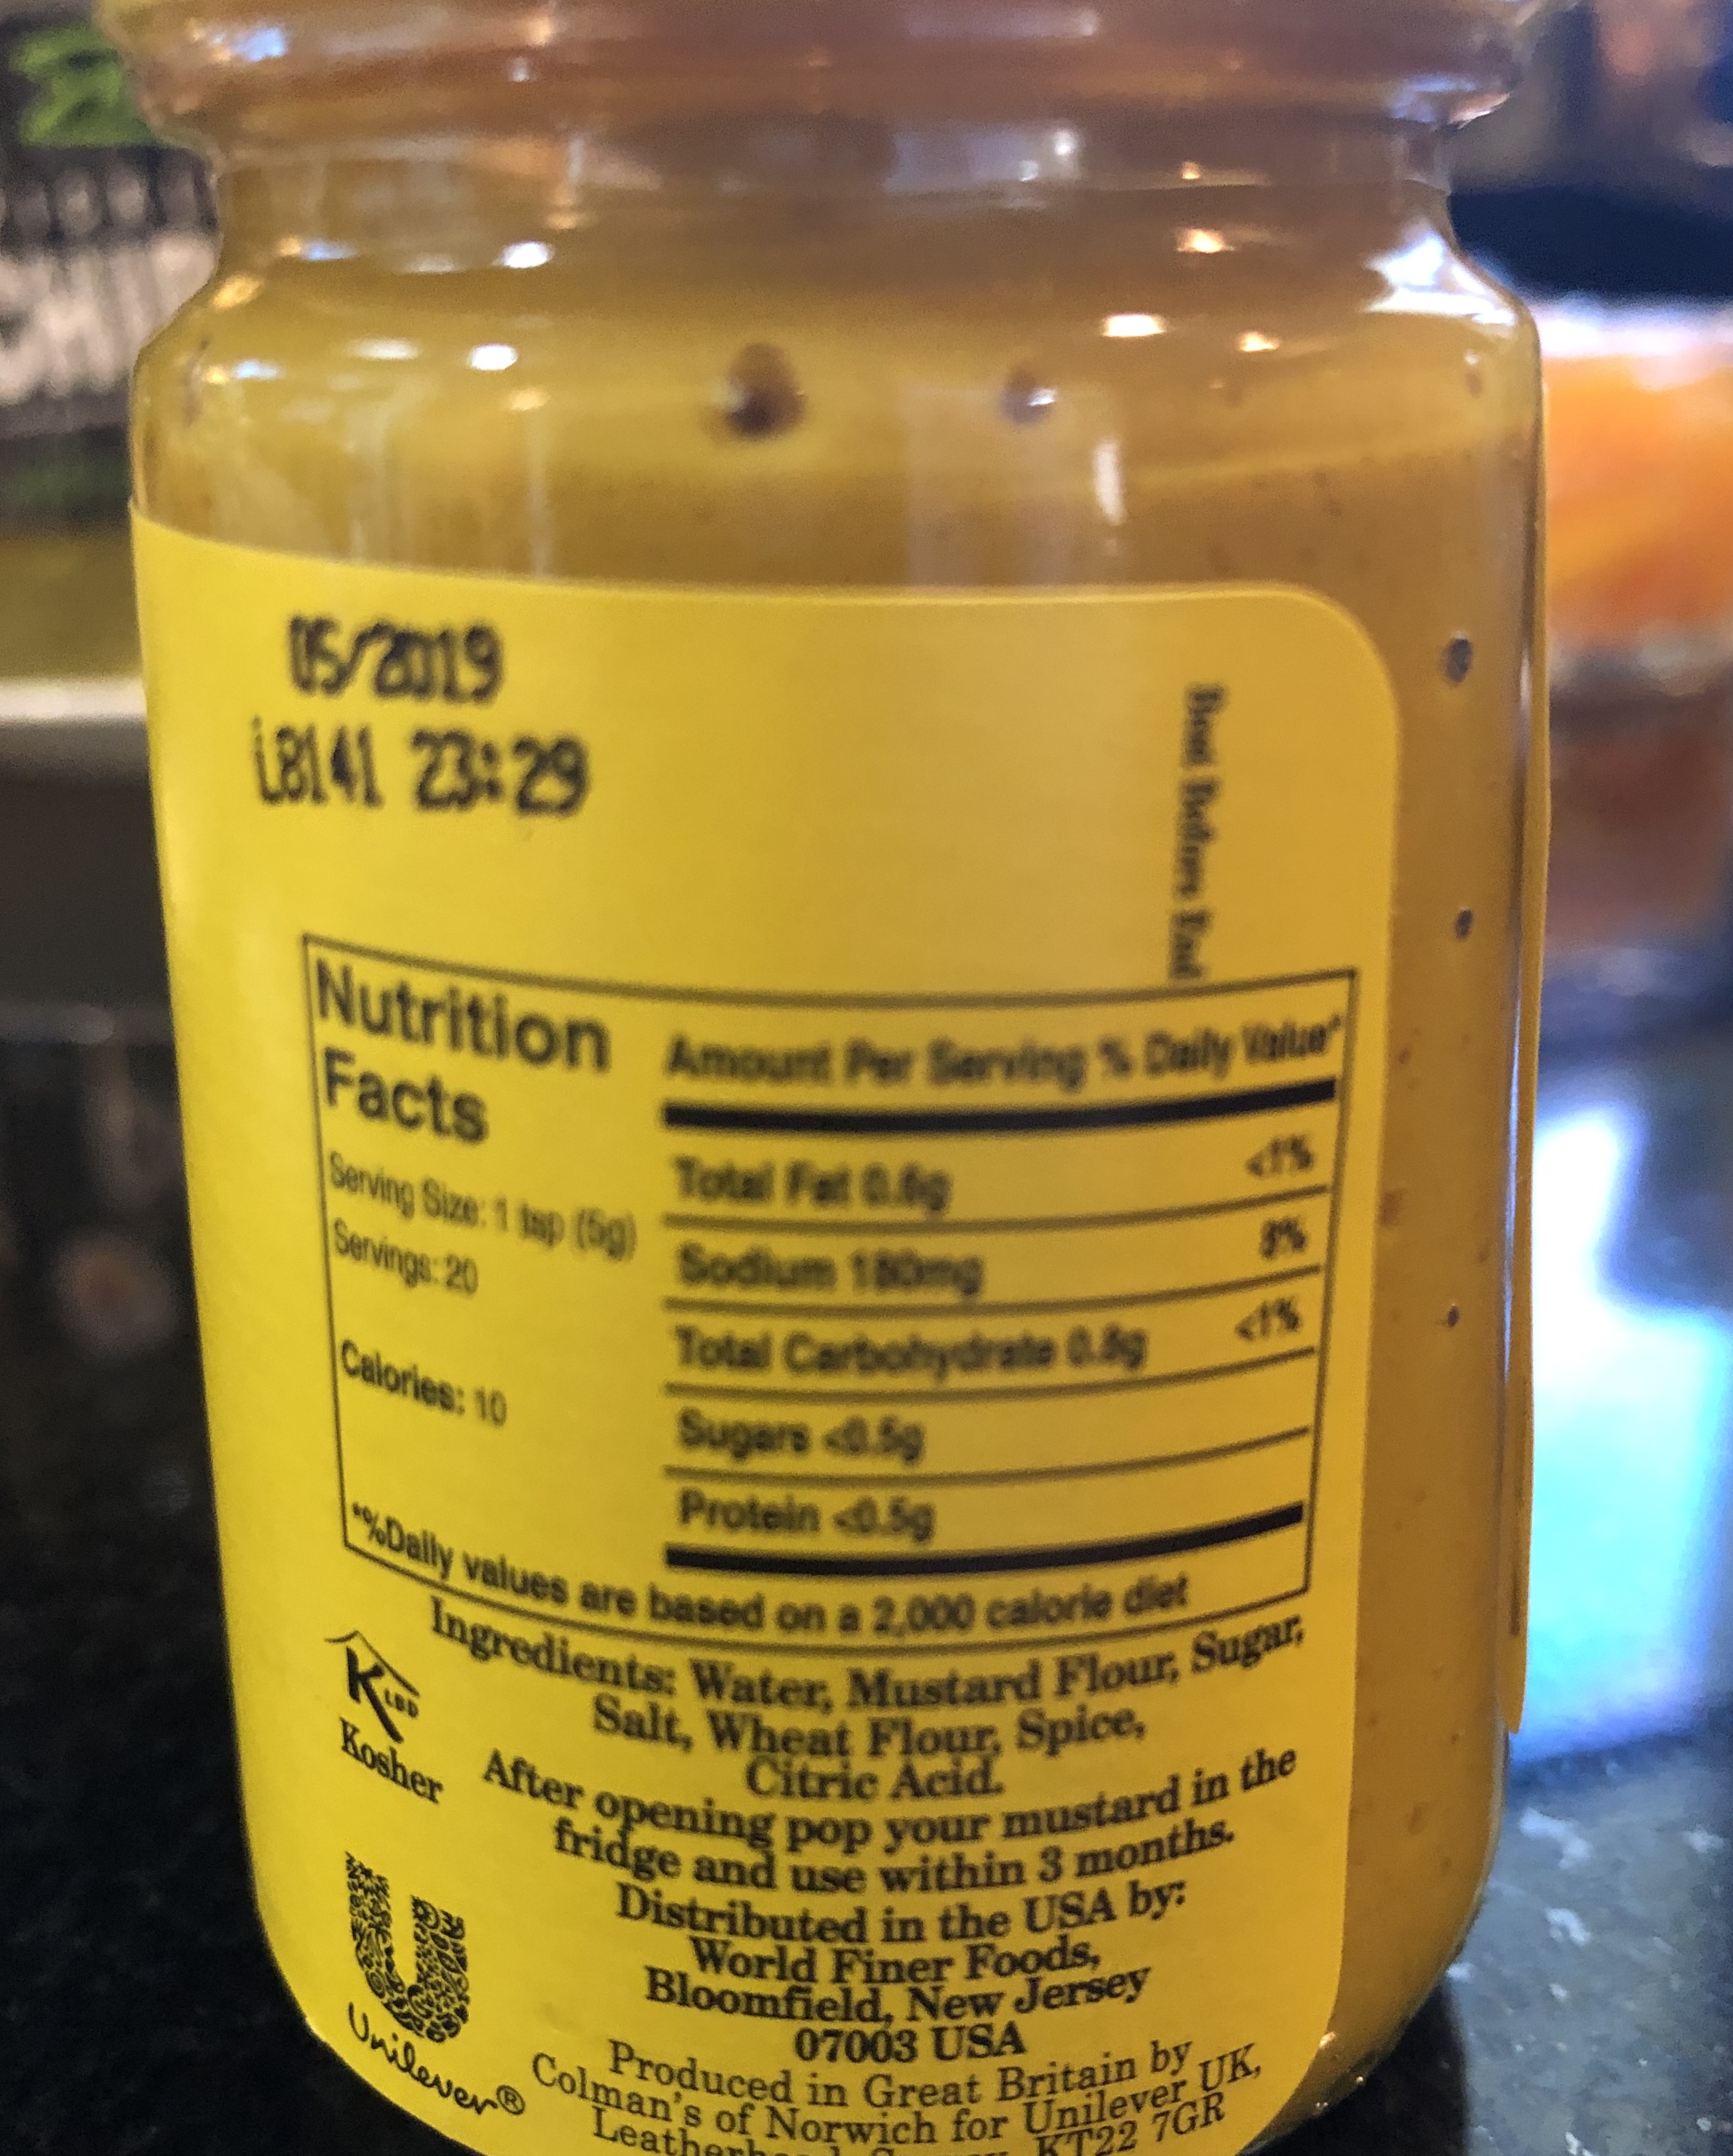 05/2019
L8141 23:29
Best Before End
Nutrition
Facts
Serving Size: 1 tsp (5g)
Servings: 20
Calories: 10
Amount Per Serving % Daily Value*
Total Fat 0.6g <1%
Sodium 180mg 8%
Total Carbohydrate 0.8g <1%
Sugars <0.5g
Protein <0.5g
*%Daily values are based on a 2,000 calorie diet
Ingredients: Water, Mustard Flour, Sugar,
Salt, Wheat Flour, Spice,
Citric Acid.
K LBD
Kosher
After opening pop your mustard in the
fridge and use within 3 months.
Distributed in the USA by:
World Finer Foods,
Bloomfield, New Jersey
07003 USA
Produced in Great Britain by
Colman's of Norwich for Unilever UK,
KT22 7GR
U
Unilever®